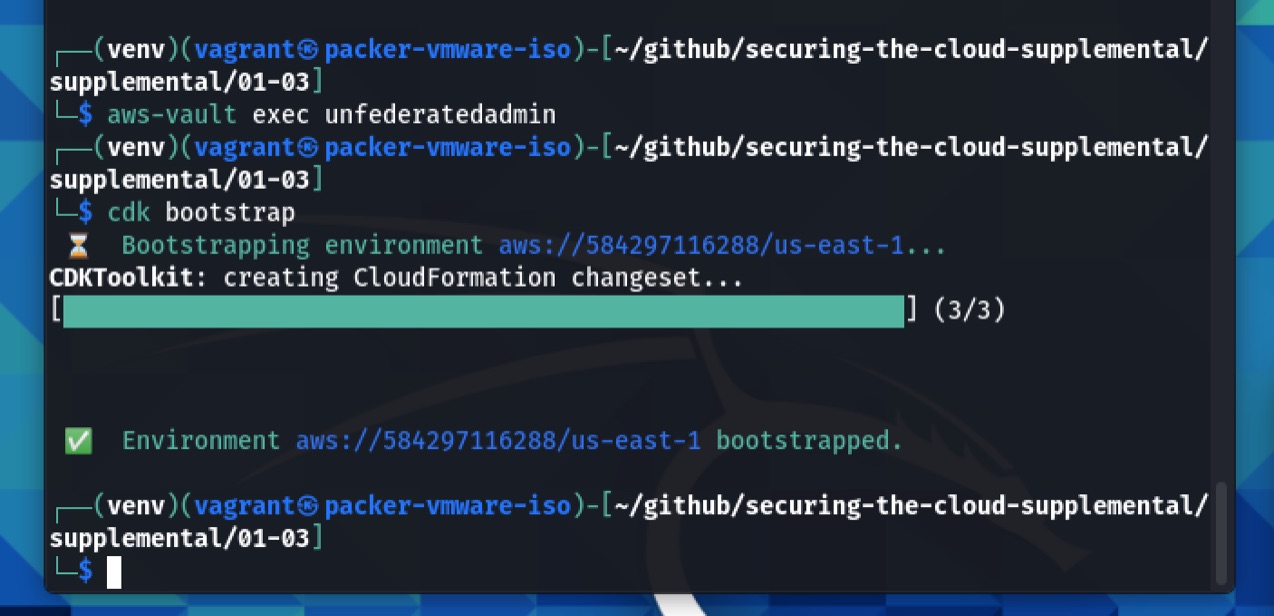 ┌──(venv)(vagrant㉿packer-vmware-iso)-[~/github/securing-the-cloud-supplemental/
supplemental/01-03]
└─$ aws-vault exec unfederatedadmin
┌──(venv)(vagrant㉿packer-vmware-iso)-[~/github/securing-the-cloud-supplemental/
supplemental/01-03]
└─$ cdk bootstrap
⏳ Bootstrapping environment aws://584297116288/us-east-1...
CDKToolkit: creating CloudFormation changeset...
[██████████████████████████████████████████████████████████] (3/3)
✅ Environment aws://584297116288/us-east-1 bootstrapped.
┌──(venv)(vagrant㉿packer-vmware-iso)-[~/github/securing-the-cloud-supplemental/
supplemental/01-03]
└─$